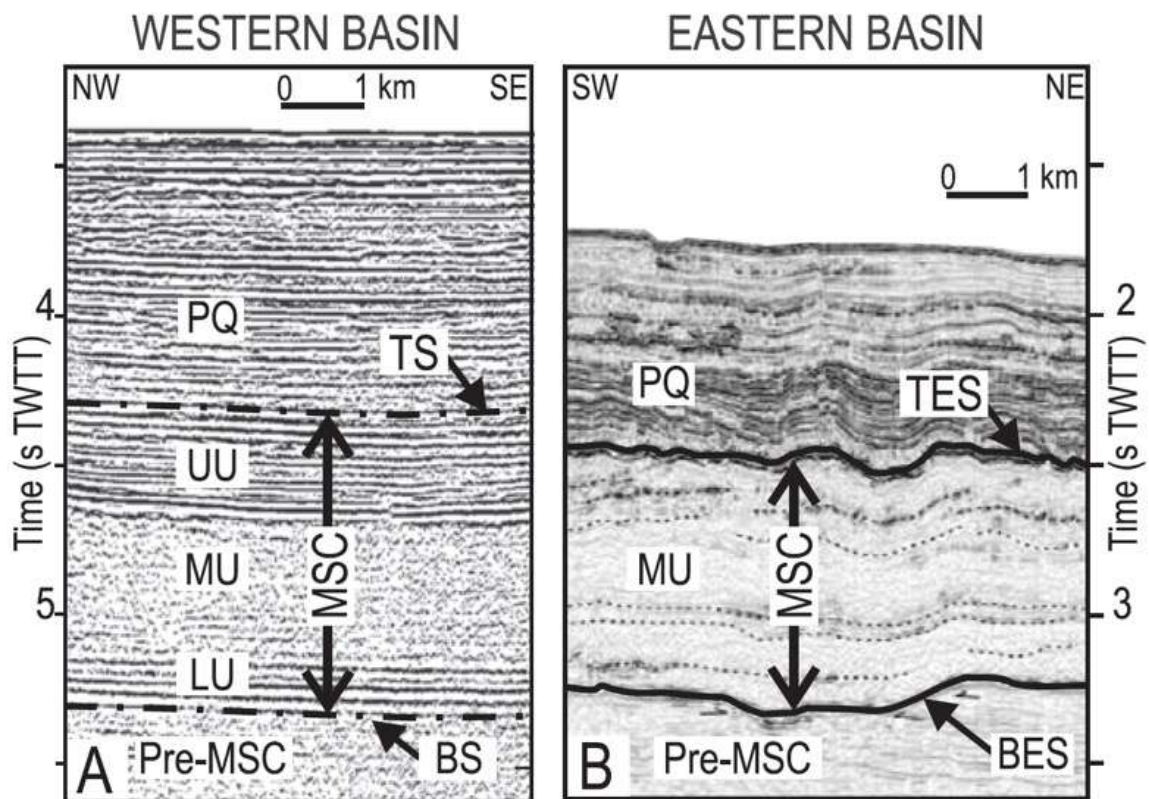 WESTERN BASIN
EASTERN BASIN
NW
0 1 km
SE
4
5
Time (s TWTT)
PQ
TS
UU
MSC
MU
LU
BS
Pre-MSC
A
SW
NE
0 1 km
2
3
Time (s TWTT)
PQ
TES
MU
MSC
Pre-MSC
BES
B